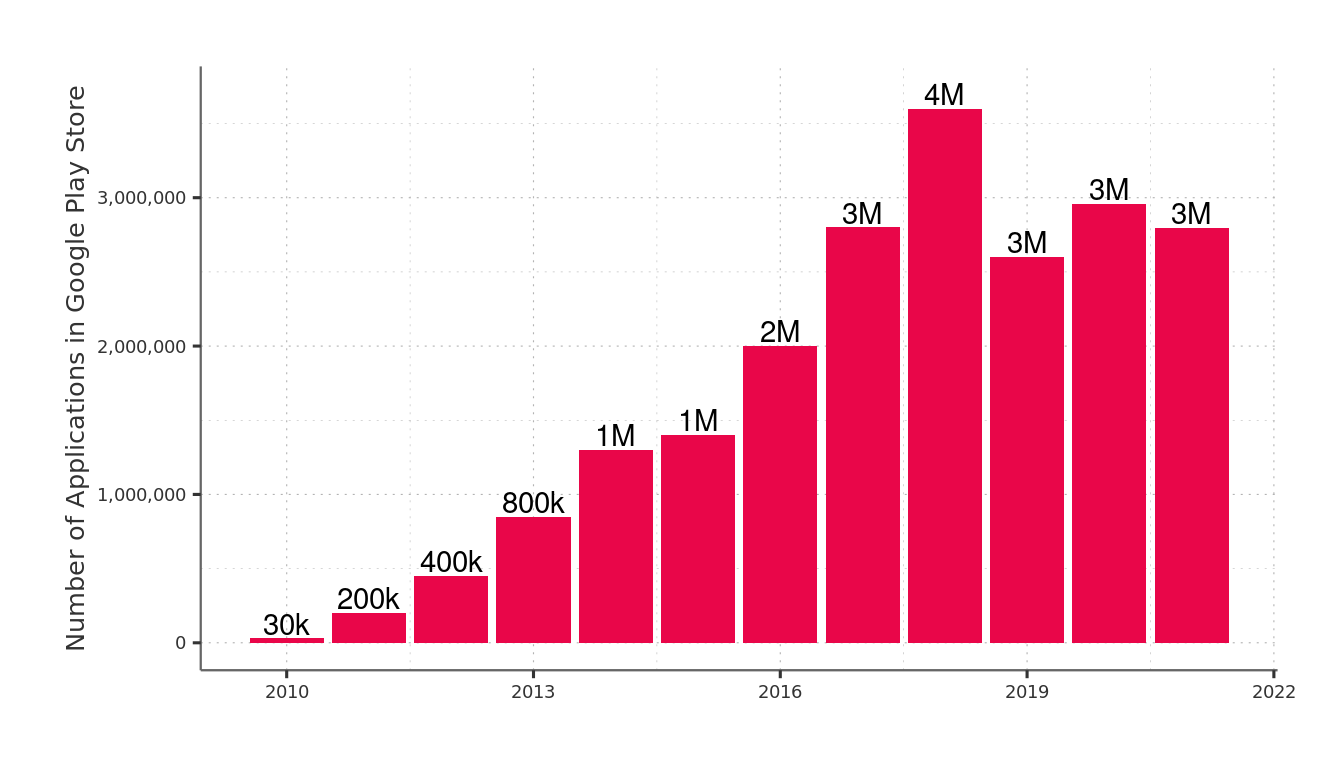 Number of Applications in Google Play Store
3,000,000
2,000,000
1,000,000
0
30k
200k
400k
800k
1M
1M
2M
3M
4M
3M
3M
3M
2010
2013
2016
2019
2022